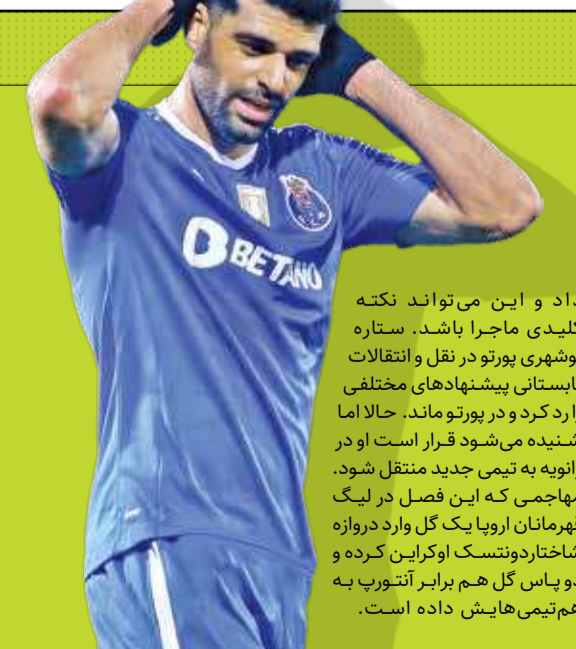 BETANO
داد و این می‌تواند نکته
کلیدی ماجرا باشد. ستاره
بوشهری پورتو در نقل و انتقالات
تابستانی پیشنهادهای مختلفی
را رد کرد و در پورتو ماند. حالا اما
شنیده می‌شود قرار است او در
ژانویه به تیمی جدید منتقل شود.
مهاجمی که این فصل در لیگ
قهرمانان اروپا یک گل وارد دروازه
شاختاردونتسک اوکراین کرده و
دو پاس گل هم برابر آنتورپ به
هم‌تیمی‌هایش داده است.